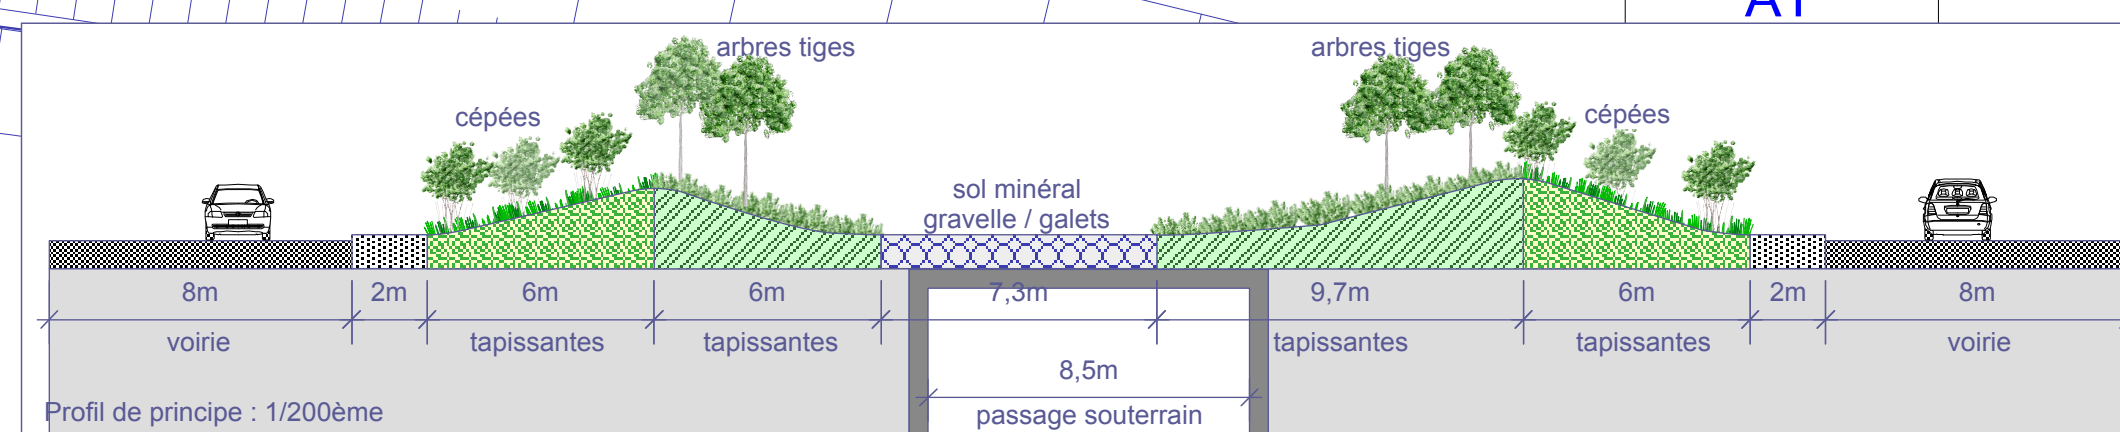 A1
arbres tiges
arbres tiges
cépées
cépées
sol minéral
gravelle / galets
8m
2m
6m
6m
7,3m
9,7m
6m
2m
8m
voirie
tapissantes
tapissantes
tapissantes
tapissantes
voirie
8,5m
passage souterrain
Profil de principe : 1/200ème